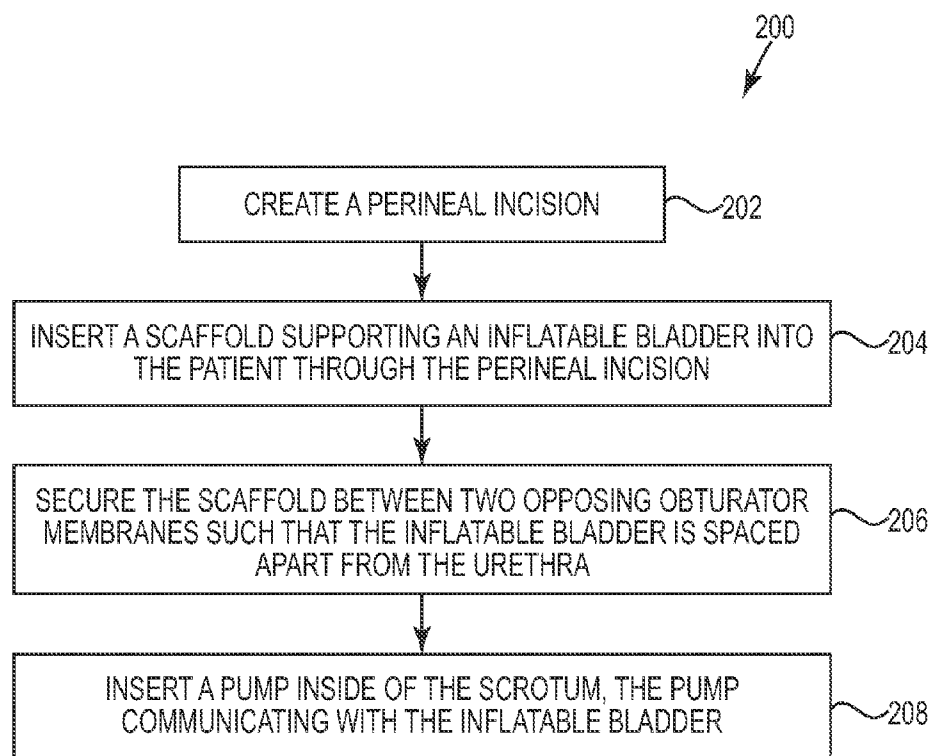 200
CREATE A PERINEAL INCISION
202
INSERT A SCAFFOLD SUPPORTING AN INFLATABLE BLADDER INTO
THE PATIENT THROUGH THE PERINEAL INCISION
204
SECURE THE SCAFFOLD BETWEEN TWO OPPOSING OBTURATOR
MEMBRANES SUCH THAT THE INFLATABLE BLADDER IS SPACED
APART FROM THE URETHRA
206
INSERT A PUMP INSIDE OF THE SCROTUM, THE PUMP
COMMUNICATING WITH THE INFLATABLE BLADDER
208